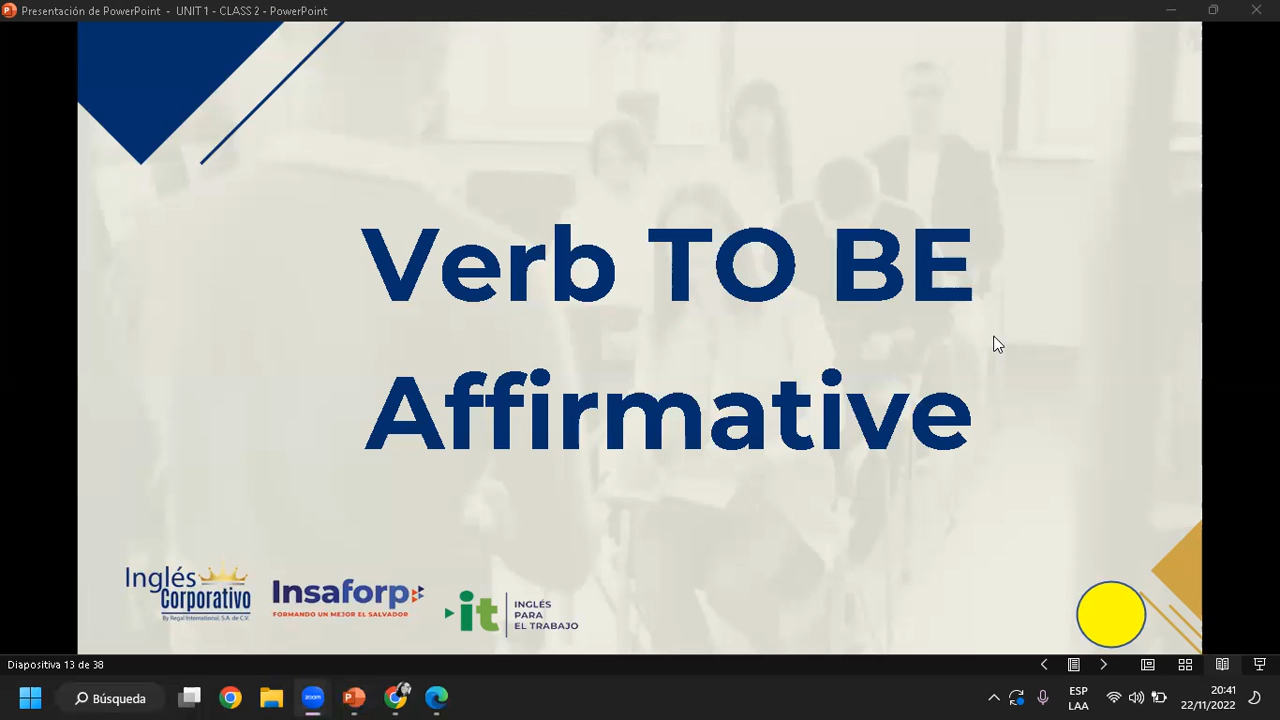 Presentación de PowerPoint - UNIT 1 - CLASS 2 - PowerPoint
Verb TO BE
Affirmative
Inglés
Corporativo
By Regal International, S.A. de C.V.
Insaforp
FORMANDO UN MEJOR EL SALVADOR
it
INGLÉS
PARA
EL TRABAJO
Diapositiva 13 de 38
Búsqueda
zoom
ESP
LAA
20:41
22/11/2022